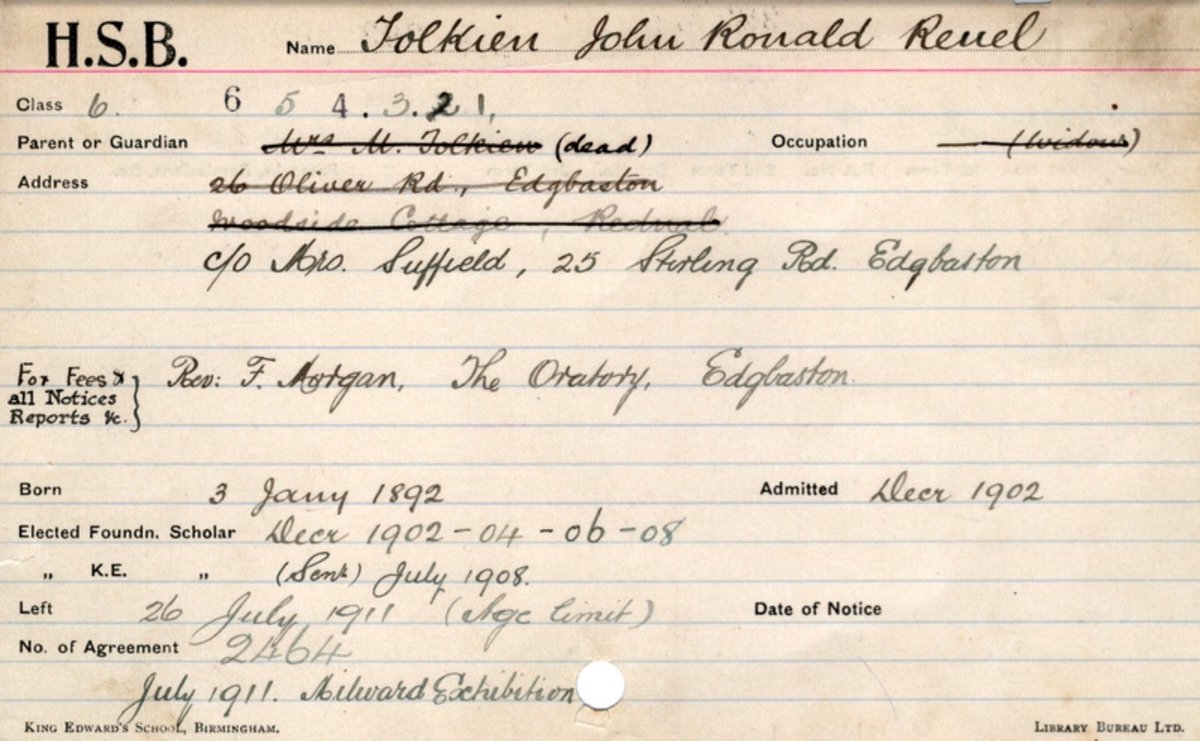 H.S.B. Name Tolkien John Ronald Reuel
Class 6. 6 5 4. 3. 2 1,
Parent or Guardian Mrs M. Tolkien (dead) Occupation (Widow)
Address 26 Oliver Rd., Edgbaston
Woodside Cottage, Rednal.
c/o Mrs. Suffield, 25 Stirling Rd. Edgbaston
For Fees &
all Notices
Reports &c.
Rev: F. Morgan, The Oratory, Edgbaston.
Born 3 Jany 1892 Admitted Decr 1902
Elected Foundn. Scholar Decr 1902 - 04 - 06 - 08
„ K.E. „ (Senr) July 1908.
Left 26 July 1911 (Age limit) Date of Notice
No. of Agreement 2464
July 1911. Milward Exhibition
King Edward's School, Birmingham. Library Bureau Ltd.